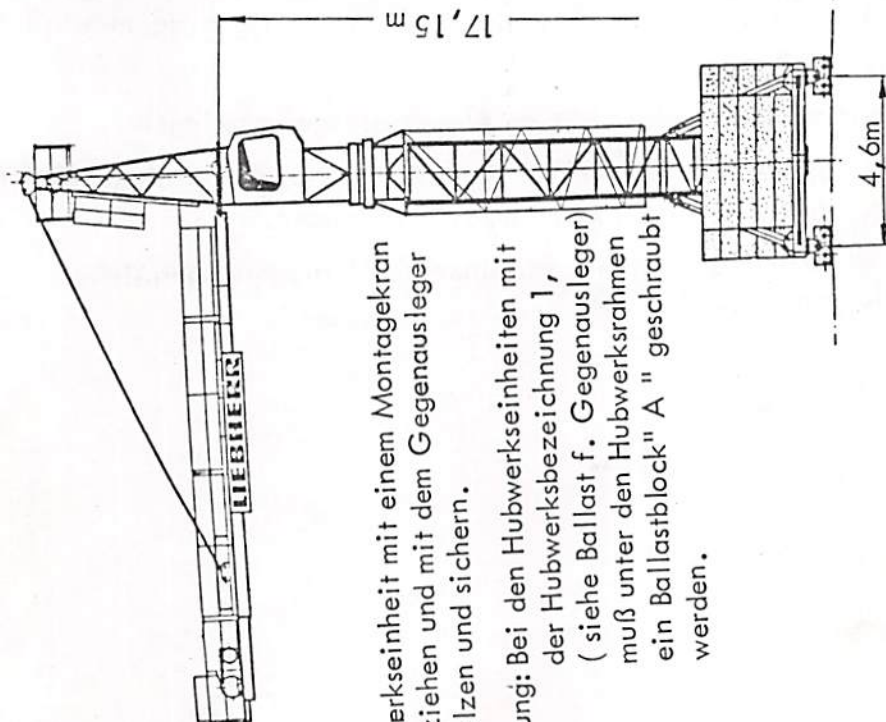 17,15 m
LIEBHERR
erkseinheit mit einem Montagekran
ziehen und mit dem Gegenausleger
lzen und sichern.
ung: Bei den Hubwerkseinheiten mit
der Hubwerksbezeichnung 1,
( siehe Ballast f. Gegenausleger)
muß unter den Hubwerksrahmen
ein Ballastblock" A " geschraubt
werden.
4,6m